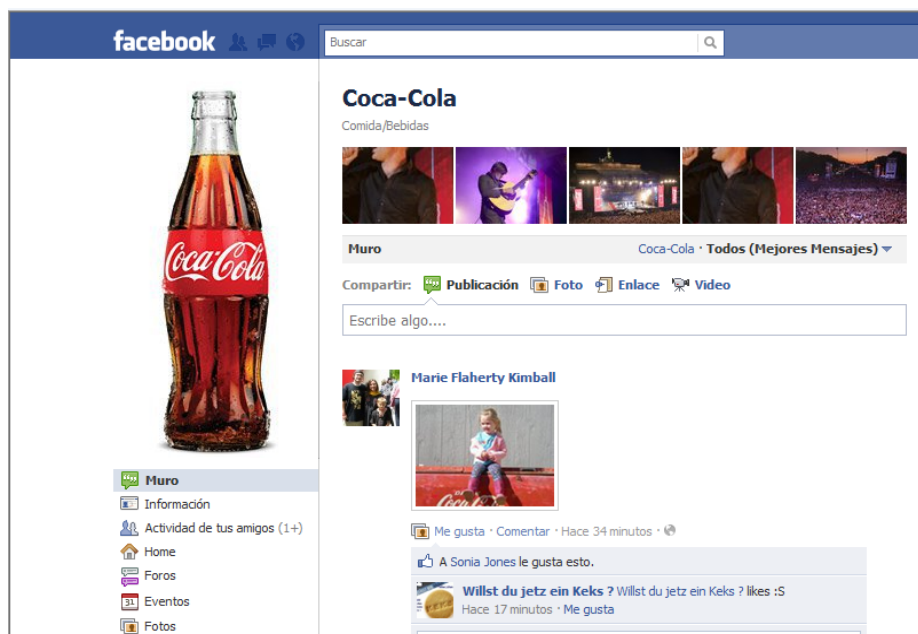 facebook
Buscar
Coca-Cola
Comida/Bebidas
Coca-Cola
Muro
Coca-Cola · Todos (Mejores Mensajes)
Compartir: Publicación Foto Enlace Video
Escribe algo....
Marie Flaherty Kimball
Coca-Cola
Me gusta · Comentar · Hace 34 minutos ·
A Sonia Jones le gusta esto.
Willst du jetz ein Keks ? Willst du jetz ein Keks ? likes :S
Hace 17 minutos · Me gusta
Muro
Información
Actividad de tus amigos (1+)
Home
Foros
31 Eventos
Fotos